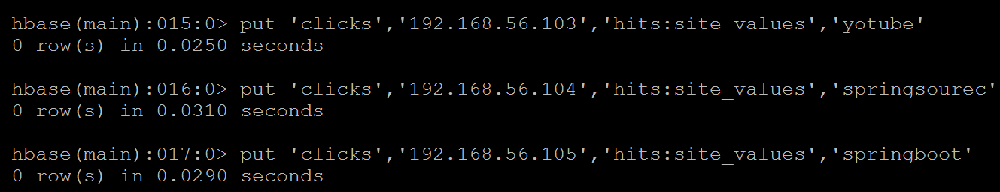 hbase(main):015:0> put 'clicks','192.168.56.103','hits:site_values','yotube'
0 row(s) in 0.0250 seconds
hbase(main):016:0> put 'clicks','192.168.56.104','hits:site_values','springsourec'
0 row(s) in 0.0310 seconds
hbase(main):017:0> put 'clicks','192.168.56.105','hits:site_values','springboot'
0 row(s) in 0.0290 seconds